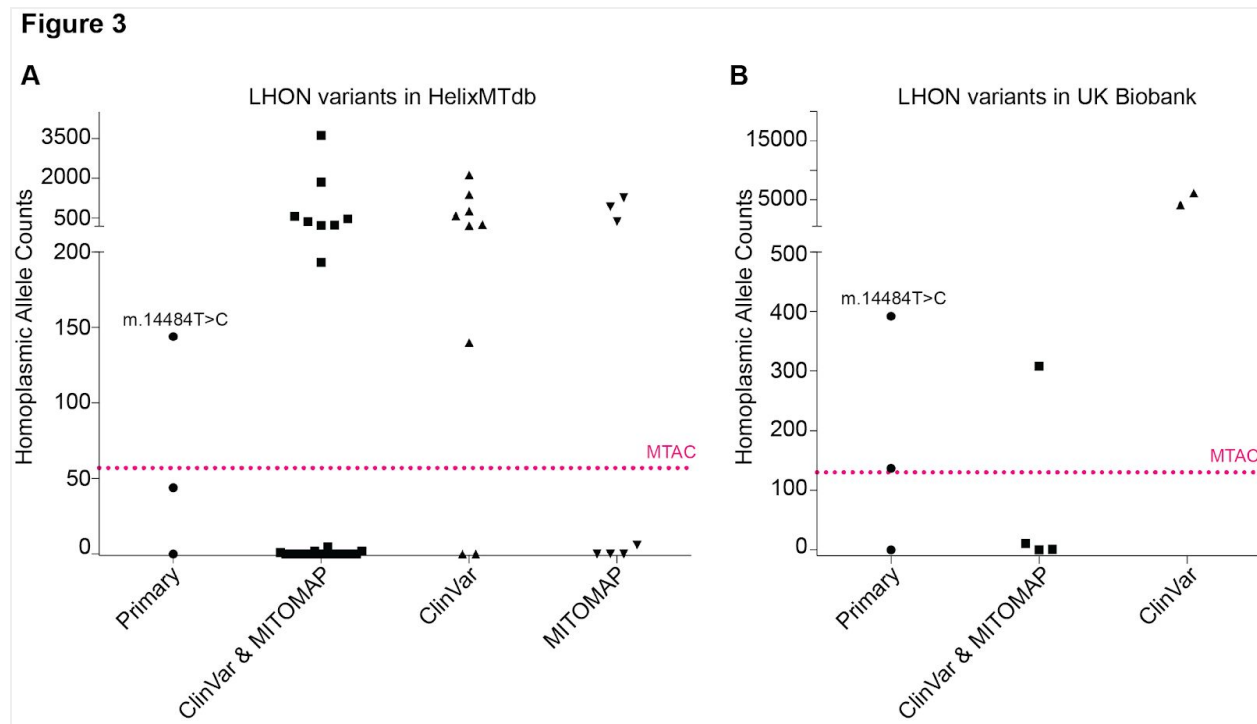 Figure 3
A
LHON variants in HelixMTdb
Homoplasmic Allele Counts
3500
2000
500
200
150
100
50
0
m.14484T>C
MTAC
Primary
ClinVar & MITOMAP
ClinVar
MITOMAP
B
LHON variants in UK Biobank
Homoplasmic Allele Counts
15000
5000
500
400
300
200
100
0
m.14484T>C
MTAC
Primary
ClinVar & MITOMAP
ClinVar